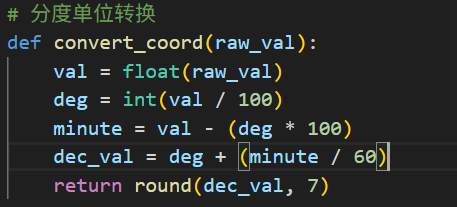 # 分度单位转换
def convert_coord(raw_val):
    val = float(raw_val)
    deg = int(val / 100)
    minute = val - (deg * 100)
    dec_val = deg + (minute / 60)
    return round(dec_val, 7)